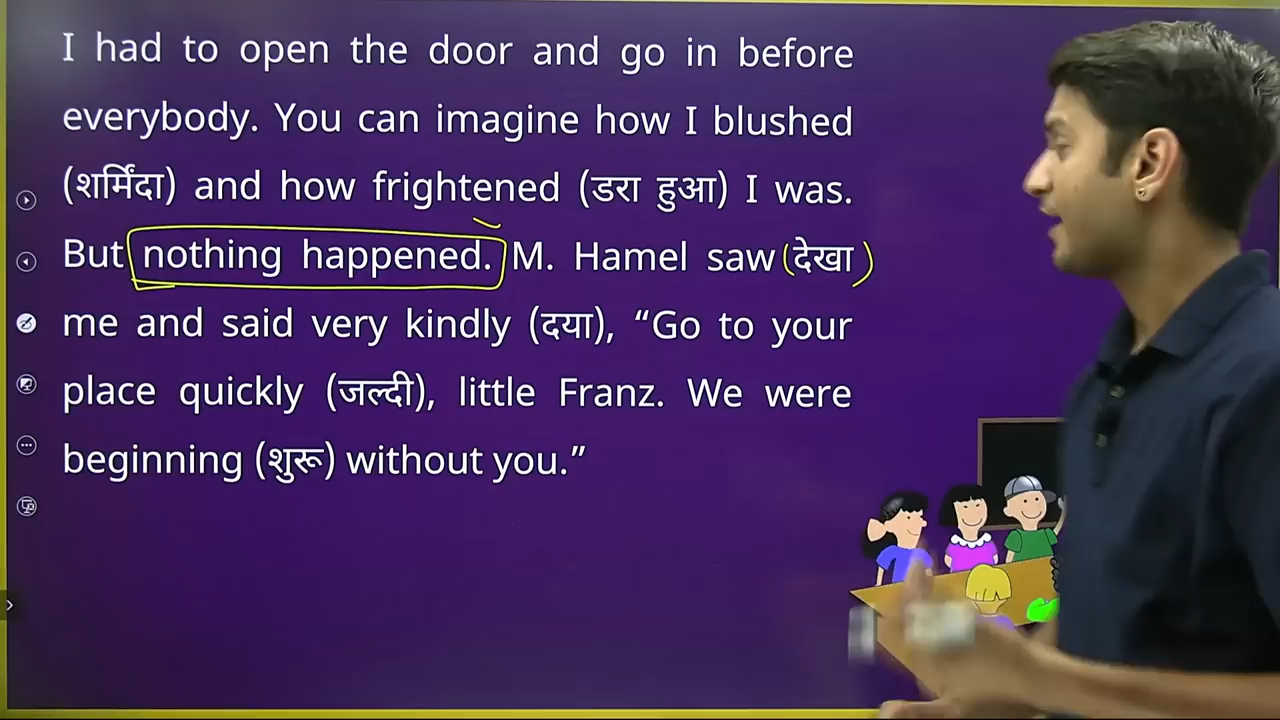 I had to open the door and go in before
everybody. You can imagine how I blushed
(शर्मिंदा) and how frightened (डरा हुआ) I was.
But nothing happened. M. Hamel saw (देखा)
me and said very kindly (दया), “Go to your
place quickly (जल्दी), little Franz. We were
beginning (शुरू) without you.”